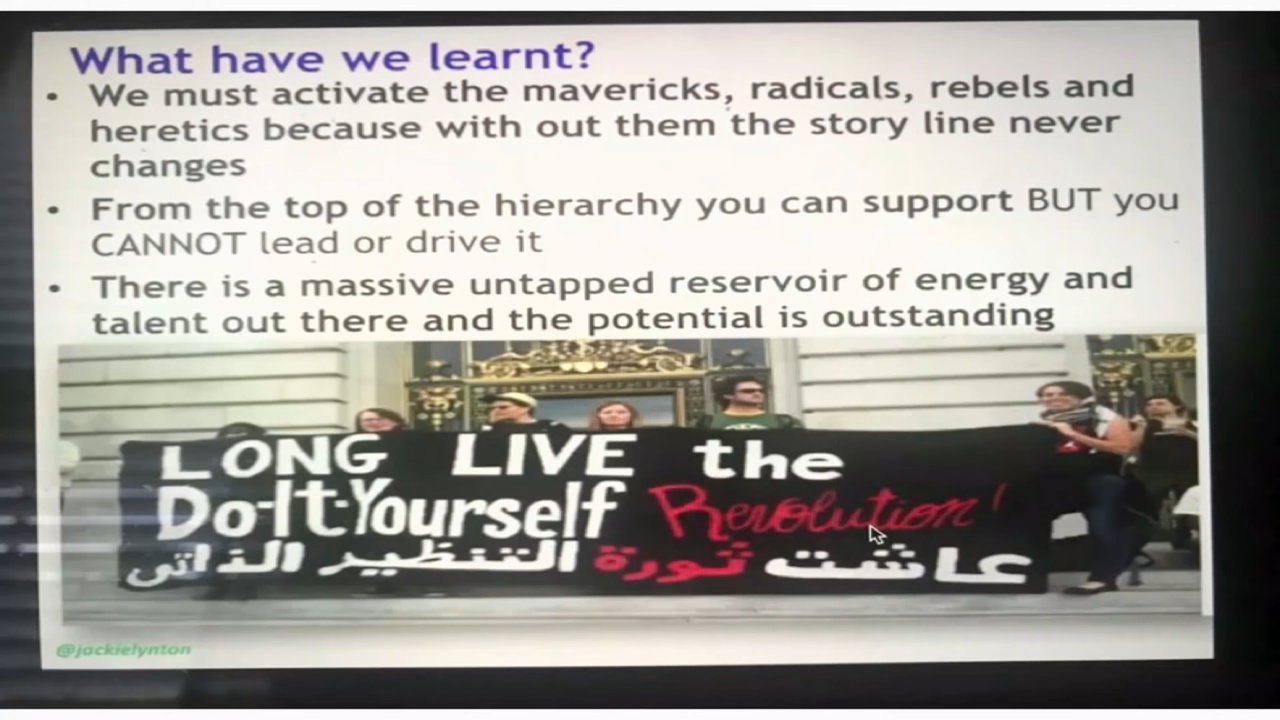 What have we learnt?
• We must activate the mavericks, radicals, rebels and
heretics because with out them the story line never
changes
• From the top of the hierarchy you can support BUT you
CANNOT lead or drive it
• There is a massive untapped reservoir of energy and
talent out there and the potential is outstanding
LONG LIVE the
Do-It-Yourself Revolution!
عاشت ثورة التنظير الذاتي
@jackielynton